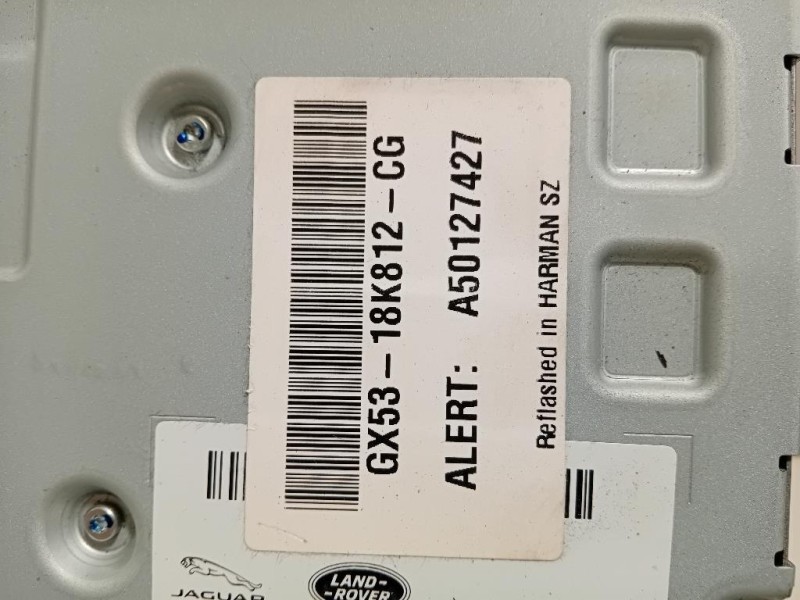 GX53-18K812-CG
ALERT: A50127427
Reflashed in HARMAN SZ
JAGUAR
LAND-
-ROVER